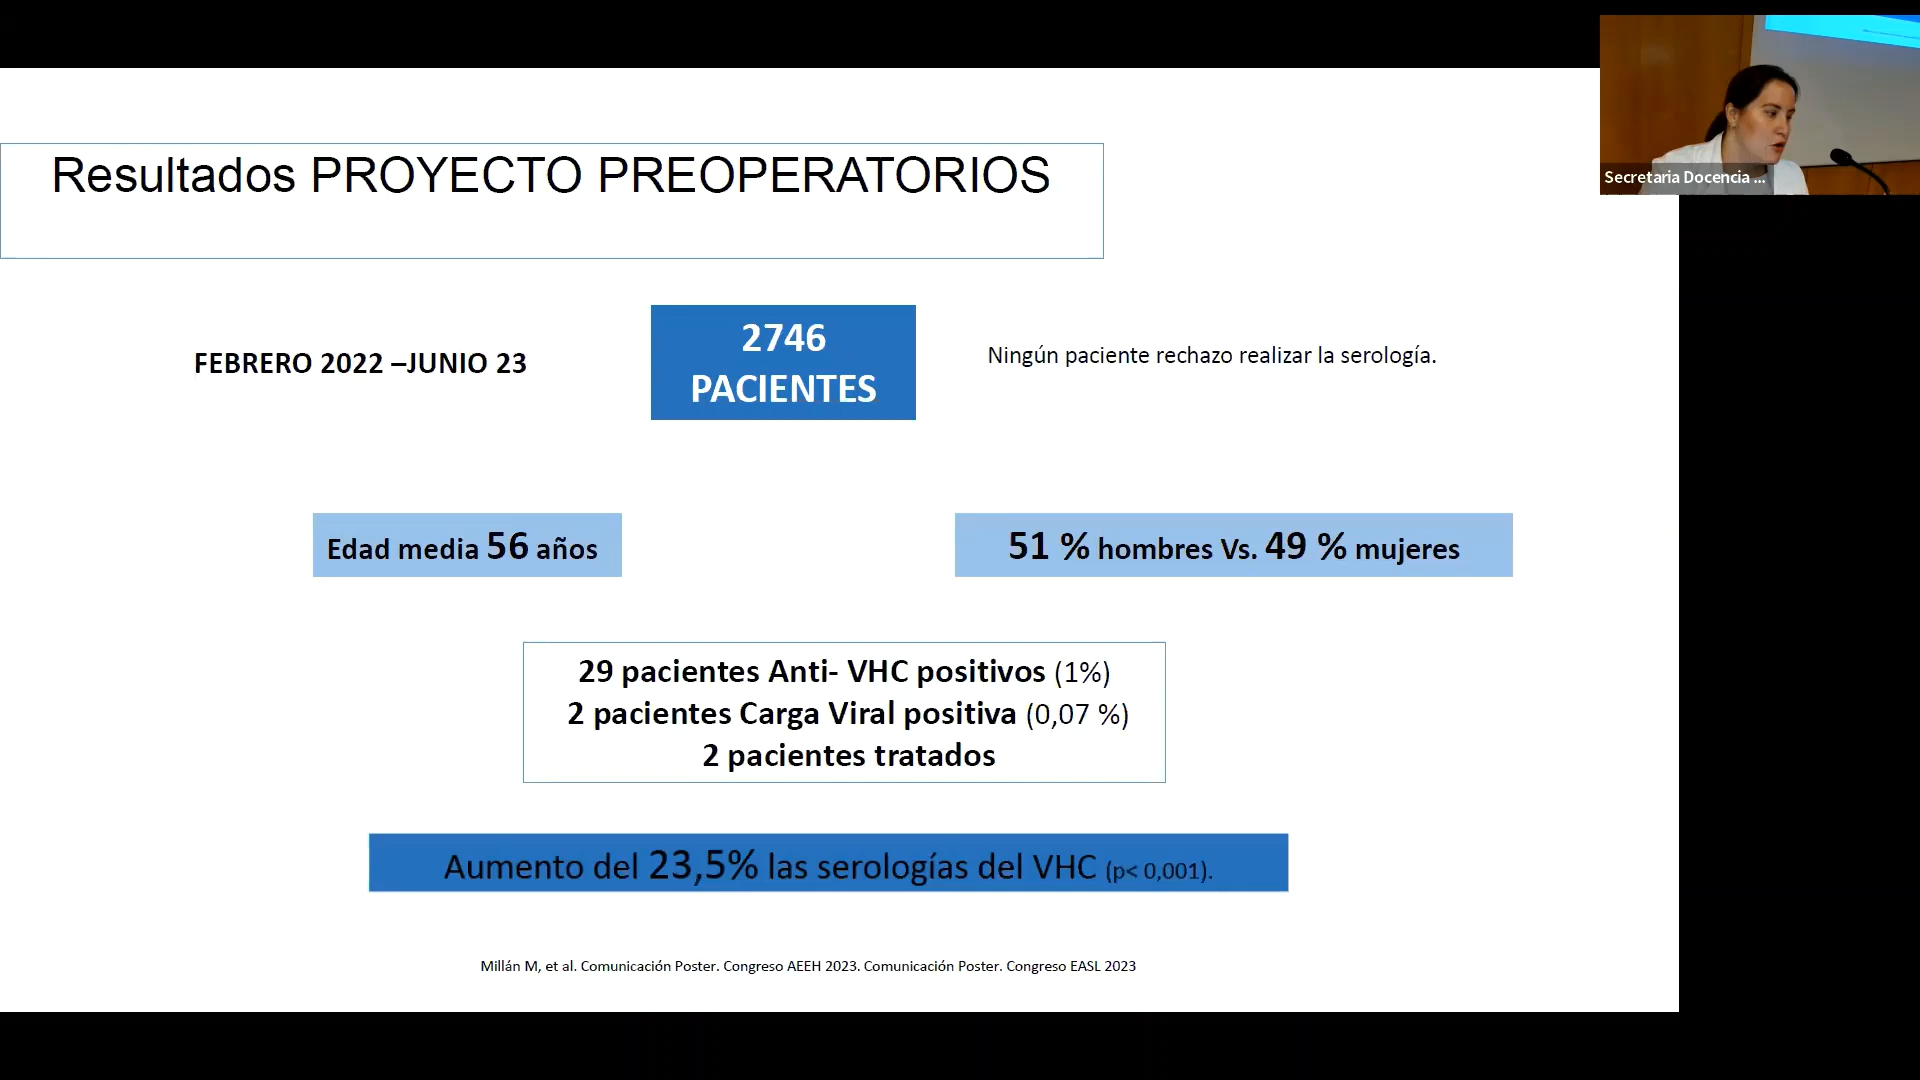 Resultados PROYECTO PREOPERATORIOS
Secretaria Docencia ...
FEBRERO 2022 –JUNIO 23
2746
PACIENTES
Ningún paciente rechazo realizar la serología.
Edad media 56 años
51 % hombres Vs. 49 % mujeres
29 pacientes Anti- VHC positivos (1%)
2 pacientes Carga Viral positiva (0,07 %)
2 pacientes tratados
Aumento del 23,5% las serologías del VHC (p< 0,001).
Millán M, et al. Comunicación Poster. Congreso AEEH 2023. Comunicación Poster. Congreso EASL 2023